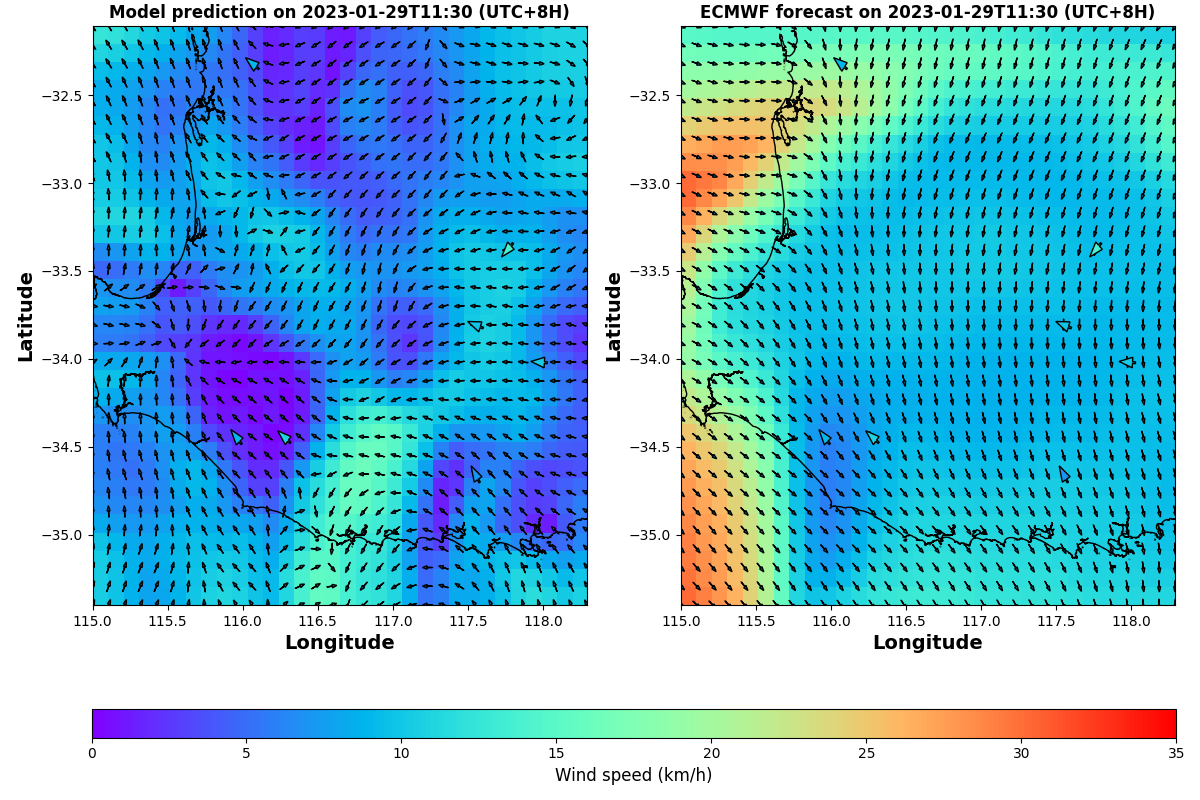 Model prediction on 2023-01-29T11:30 (UTC+8H)
ECMWF forecast on 2023-01-29T11:30 (UTC+8H)
Latitude
−32.5
−33.0
−33.5
−34.0
−34.5
−35.0
115.0 115.5 116.0 116.5 117.0 117.5 118.0
Longitude
Latitude
−32.5
−33.0
−33.5
−34.0
−34.5
−35.0
115.0 115.5 116.0 116.5 117.0 117.5 118.0
Longitude
0 5 10 15 20 25 30 35
Wind speed (km/h)